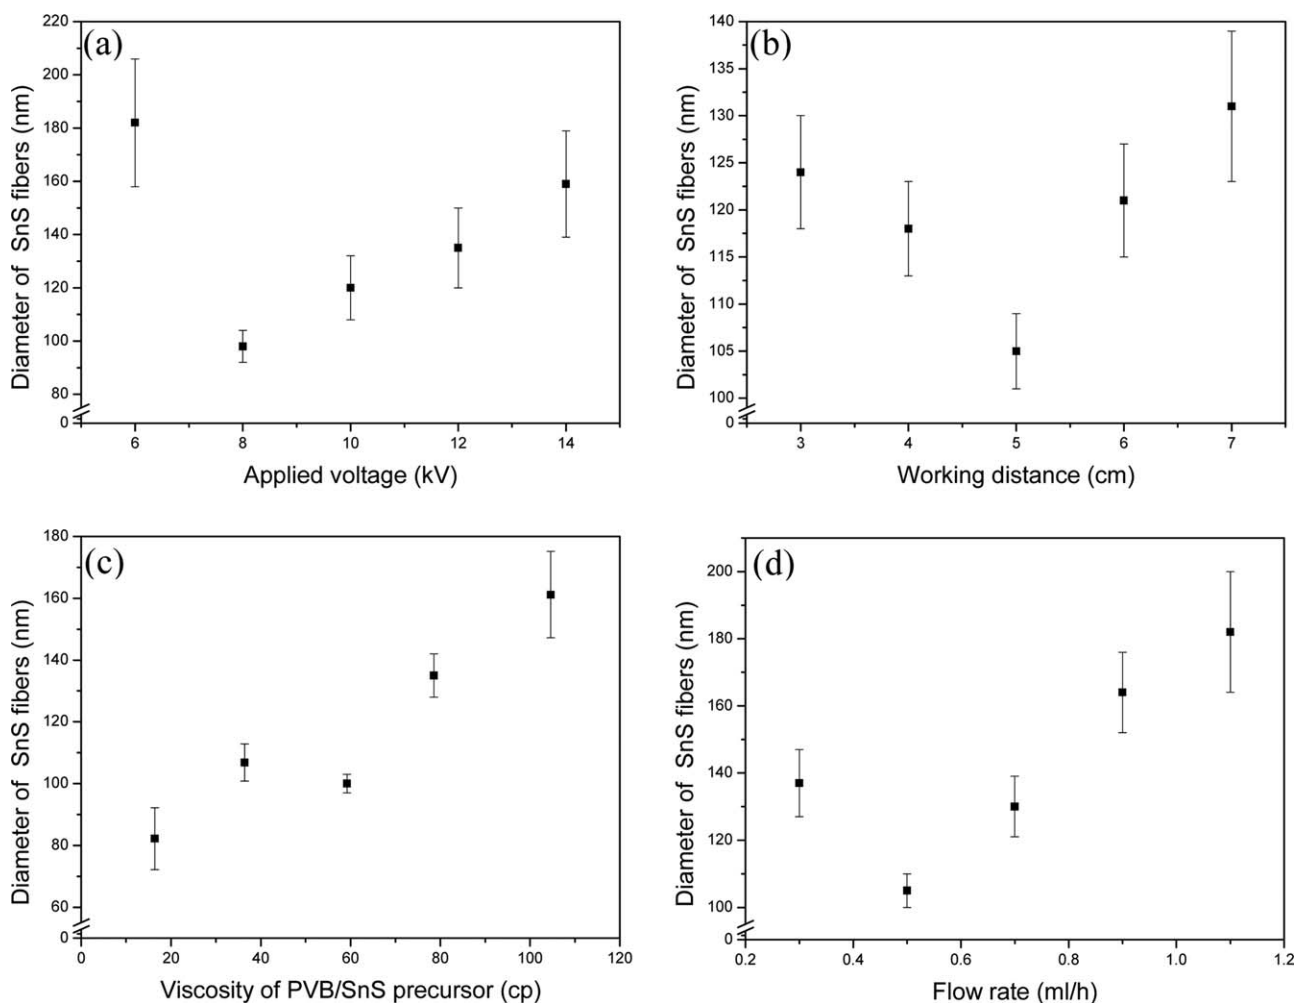 (a)
220
200
180
160
140
120
100
80
0
Diameter of SnS fibers (nm)
6 8 10 12 14
Applied voltage (kV)
(b)
140
135
130
125
120
115
110
105
100
0
Diameter of SnS fibers (nm)
3 4 5 6 7
Working distance (cm)
(c)
180
160
140
120
100
80
60
0
Diameter of SnS fibers (nm)
0 20 40 60 80 100 120
Viscosity of PVB/SnS precursor (cp)
(d)
200
180
160
140
120
100
0
Diameter of SnS fibers (nm)
0.2 0.4 0.6 0.8 1.0 1.2
Flow rate (ml/h)